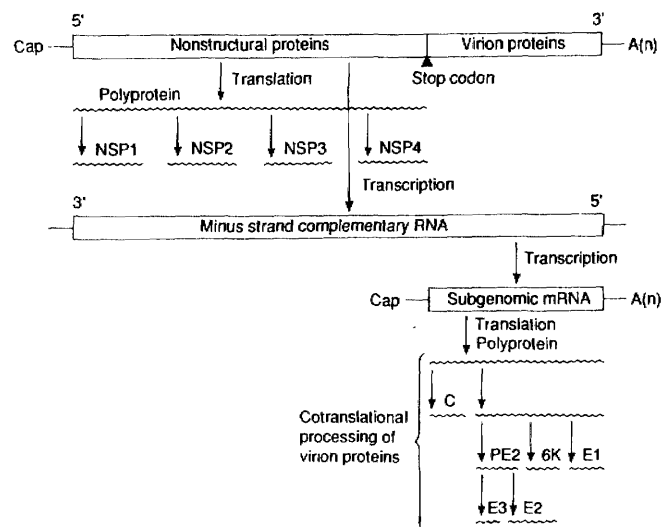 5' 3'
Cap Nonstructural proteins Virion proteins A(n)
Translation Stop codon
Polyprotein
NSP1 NSP2 NSP3 NSP4
Transcription
3' 5'
Minus strand complementary RNA
Transcription
Cap Subgenomic mRNA A(n)
Translation
Polyprotein
C
Cotranslational
processing of
virion proteins
PE2 6K E1
E3 E2